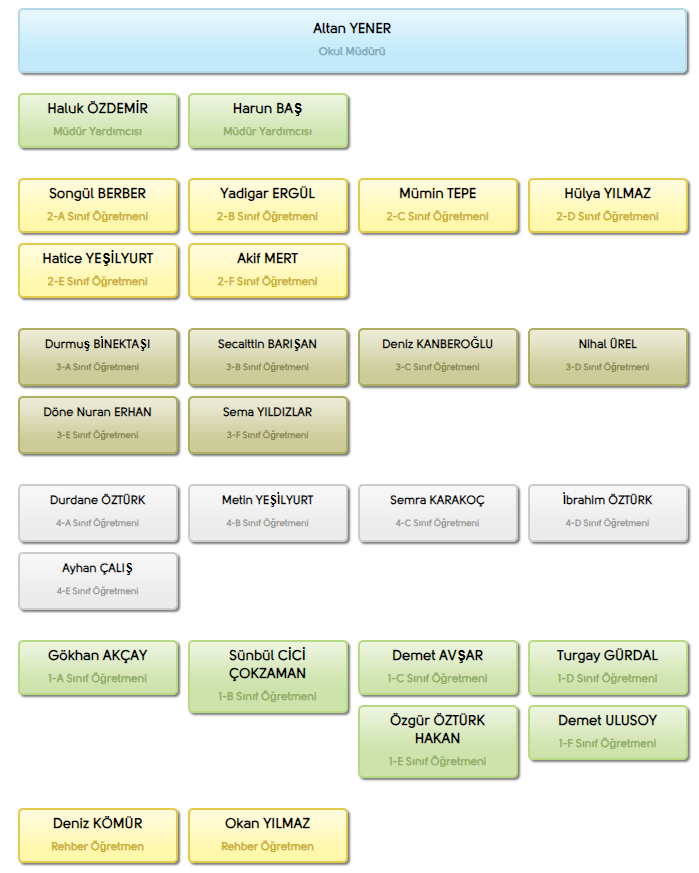 Altan YENER
Okul Müdürü
Haluk ÖZDEMİR
Müdür Yardımcısı
Harun BAŞ
Müdür Yardımcısı
Songül BERBER
2-A Sınıf Öğretmeni
Yadigar ERGÜL
2-B Sınıf Öğretmeni
Mümin TEPE
2-C Sınıf Öğretmeni
Hülya YILMAZ
2-D Sınıf Öğretmeni
Hatice YEŞİLYURT
2-E Sınıf Öğretmeni
Akif MERT
2-F Sınıf Öğretmeni
Durmuş BİNEKTAŞI
3-A Sınıf Öğretmeni
Secaittin BARIŞAN
3-B Sınıf Öğretmeni
Deniz KANBEROĞLU
3-C Sınıf Öğretmeni
Nihal ÜREL
3-D Sınıf Öğretmeni
Döne Nuran ERHAN
3-E Sınıf Öğretmeni
Sema YILDIZLAR
3-F Sınıf Öğretmeni
Durdane ÖZTÜRK
4-A Sınıf Öğretmeni
Metin YEŞİLYURT
4-B Sınıf Öğretmeni
Semra KARAKOÇ
4-C Sınıf Öğretmeni
İbrahim ÖZTÜRK
4-D Sınıf Öğretmeni
Ayhan ÇALIŞ
4-E Sınıf Öğretmeni
Gökhan AKÇAY
1-A Sınıf Öğretmeni
Sünbül CİCİ
ÇOKZAMAN
1-B Sınıf Öğretmeni
Demet AVŞAR
1-C Sınıf Öğretmeni
Turgay GÜRDAL
1-D Sınıf Öğretmeni
Özgür ÖZTÜRK
HAKAN
1-E Sınıf Öğretmeni
Demet ULUSOY
1-F Sınıf Öğretmeni
Deniz KÖMÜR
Rehber Öğretmen
Okan YILMAZ
Rehber Öğretmen